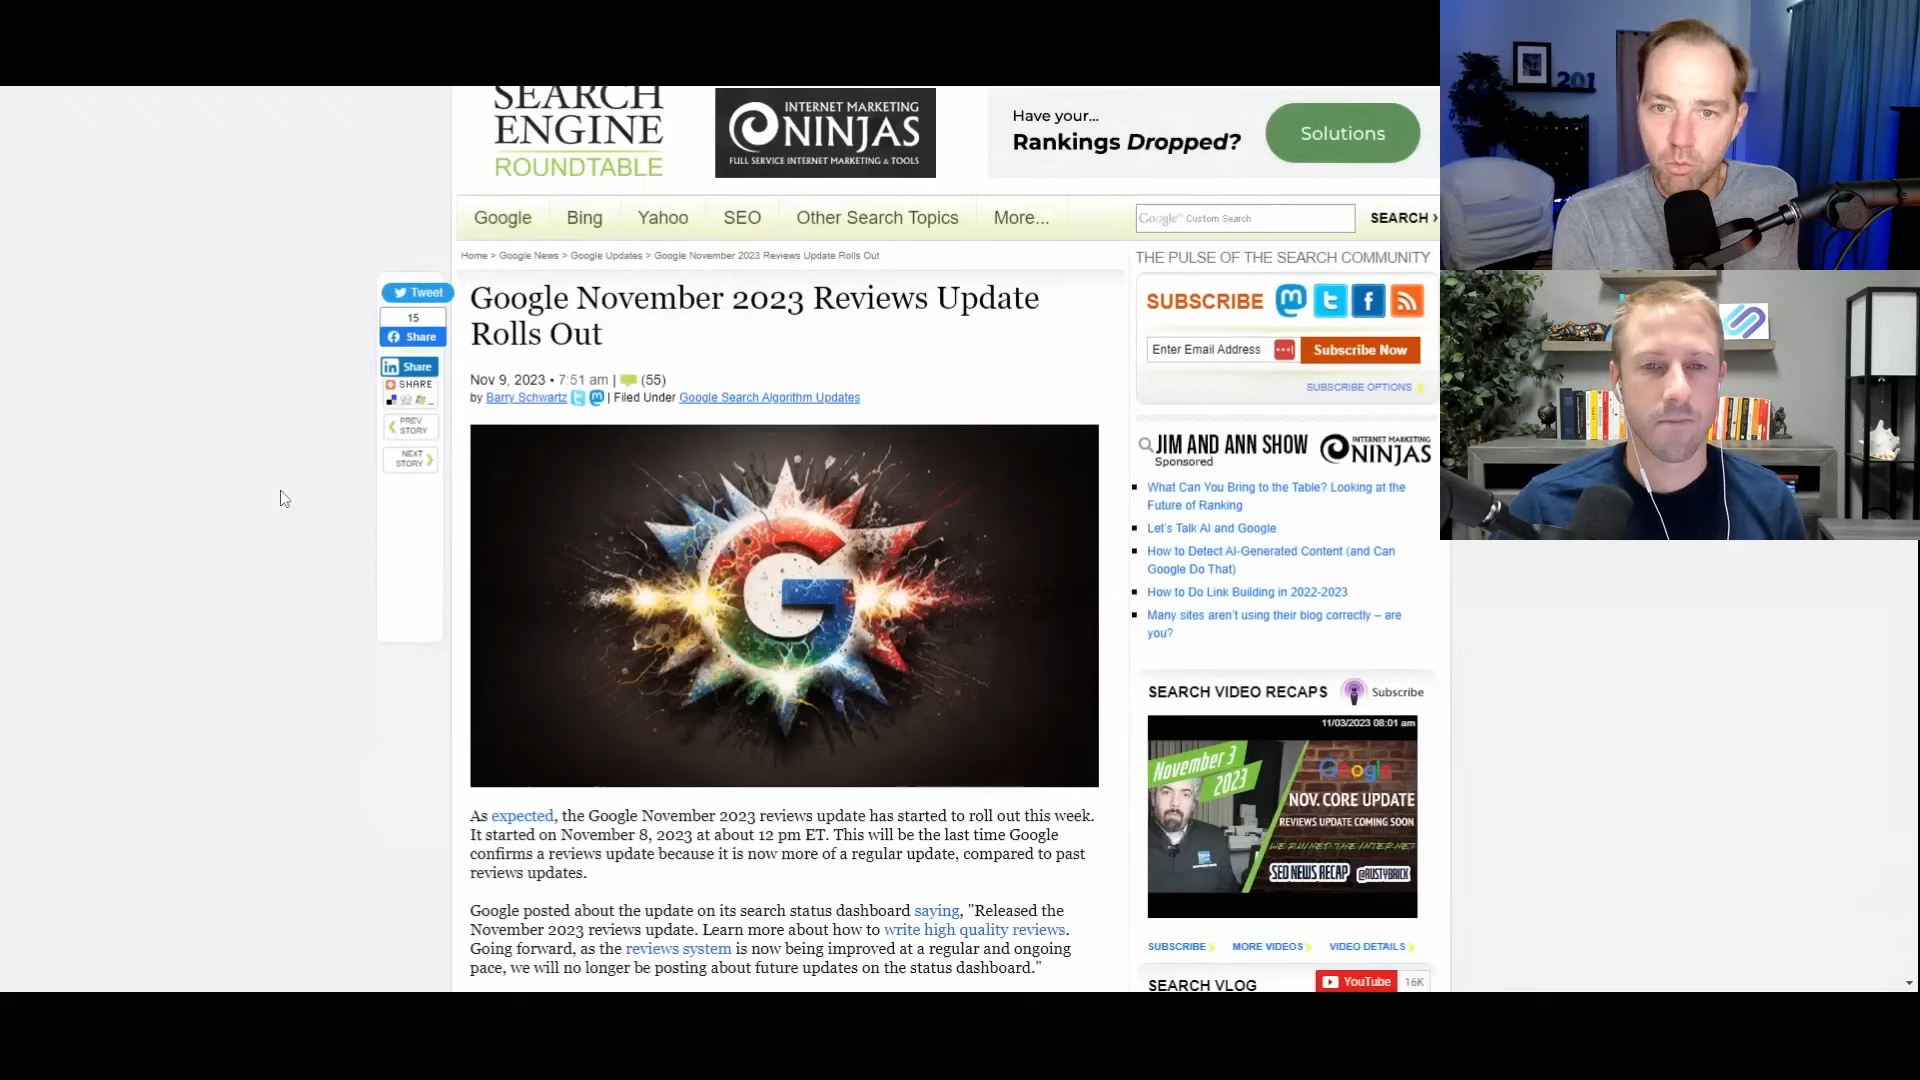 SEARCH
ENGINE
ROUNDTABLE
INTERNET MARKETING
NINJAS
FULL SERVICE INTERNET MARKETING & TOOLS
Have your...
Rankings Dropped?
Solutions
201
Google
Bing
Yahoo
SEO
Other Search Topics
More...
Google Custom Search
SEARCH ›
Home > Google News > Google Updates > Google November 2023 Reviews Update Rolls Out
Tweet
15
Share
Share
SHARE
PREV
STORY
NEXT
STORY
Google November 2023 Reviews Update
Rolls Out
Nov 9, 2023 • 7:51 am | (55)
by Barry Schwartz | Filed Under Google Search Algorithm Updates
G
As expected, the Google November 2023 reviews update has started to roll out this week.
It started on November 8, 2023 at about 12 pm ET. This will be the last time Google
confirms a reviews update because it is now more of a regular update, compared to past
reviews updates.
Google posted about the update on its search status dashboard saying, "Released the
November 2023 reviews update. Learn more about how to write high quality reviews.
Going forward, as the reviews system is now being improved at a regular and ongoing
pace, we will no longer be posting about future updates on the status dashboard."
THE PULSE OF THE SEARCH COMMUNITY
SUBSCRIBE
Enter Email Address
Subscribe Now
SUBSCRIBE OPTIONS
JIM AND ANN SHOW
Sponsored
INTERNET MARKETING
NINJAS
What Can You Bring to the Table? Looking at the
Future of Ranking
Let's Talk AI and Google
How to Detect AI-Generated Content (and Can
Google Do That)
How to Do Link Building in 2022-2023
Many sites aren't using their blog correctly – are
you?
SEARCH VIDEO RECAPS
Subscribe
11/03/2023 08:01 am
November 3
2023
Google
NOV. CORE UPDATE
REVIEWS UPDATE COMING SOON
WE RUINED THE INTERNET
SEO NEWS RECAP @RUSTYBRICK
SUBSCRIBE
MORE VIDEOS
VIDEO DETAILS
SEARCH VLOG
YouTube
16K